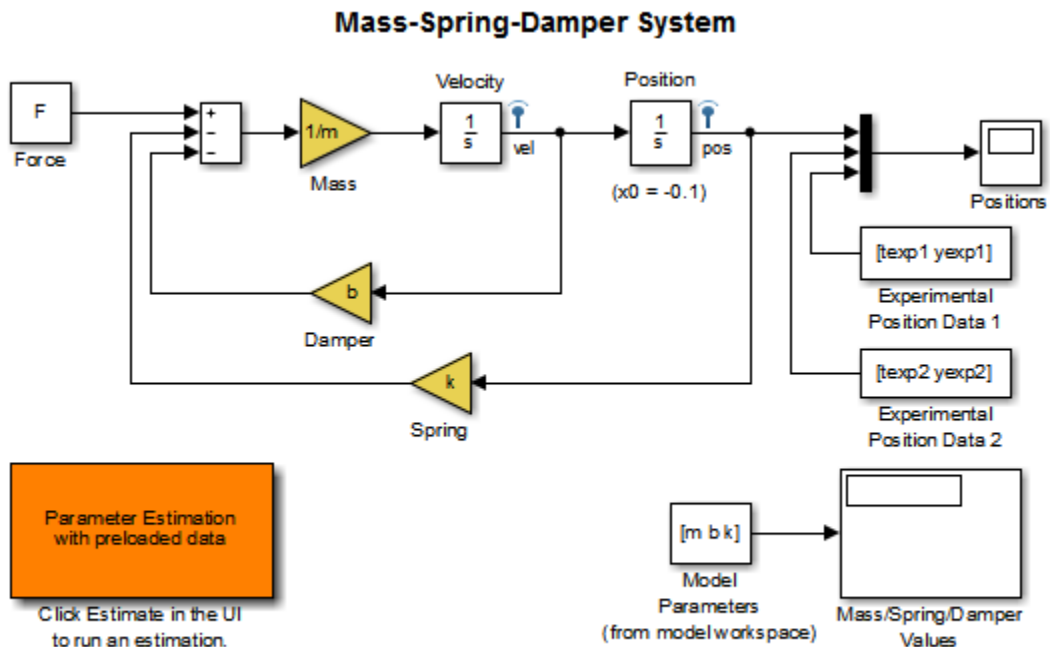 Mass-Spring-Damper System
Velocity
Position
F
+
−
−
1/m
1
s
vel
1
s
pos
Force
Mass
(x0 = -0.1)
Positions
[texp1 yexp1]
b
Experimental
Position Data 1
Damper
k
[texp2 yexp2]
Spring
Experimental
Position Data 2
Parameter Estimation
with preloaded data
[m b k]
Model
Parameters
(from model workspace)
Click Estimate in the UI
to run an estimation.
Mass/Spring/Damper
Values